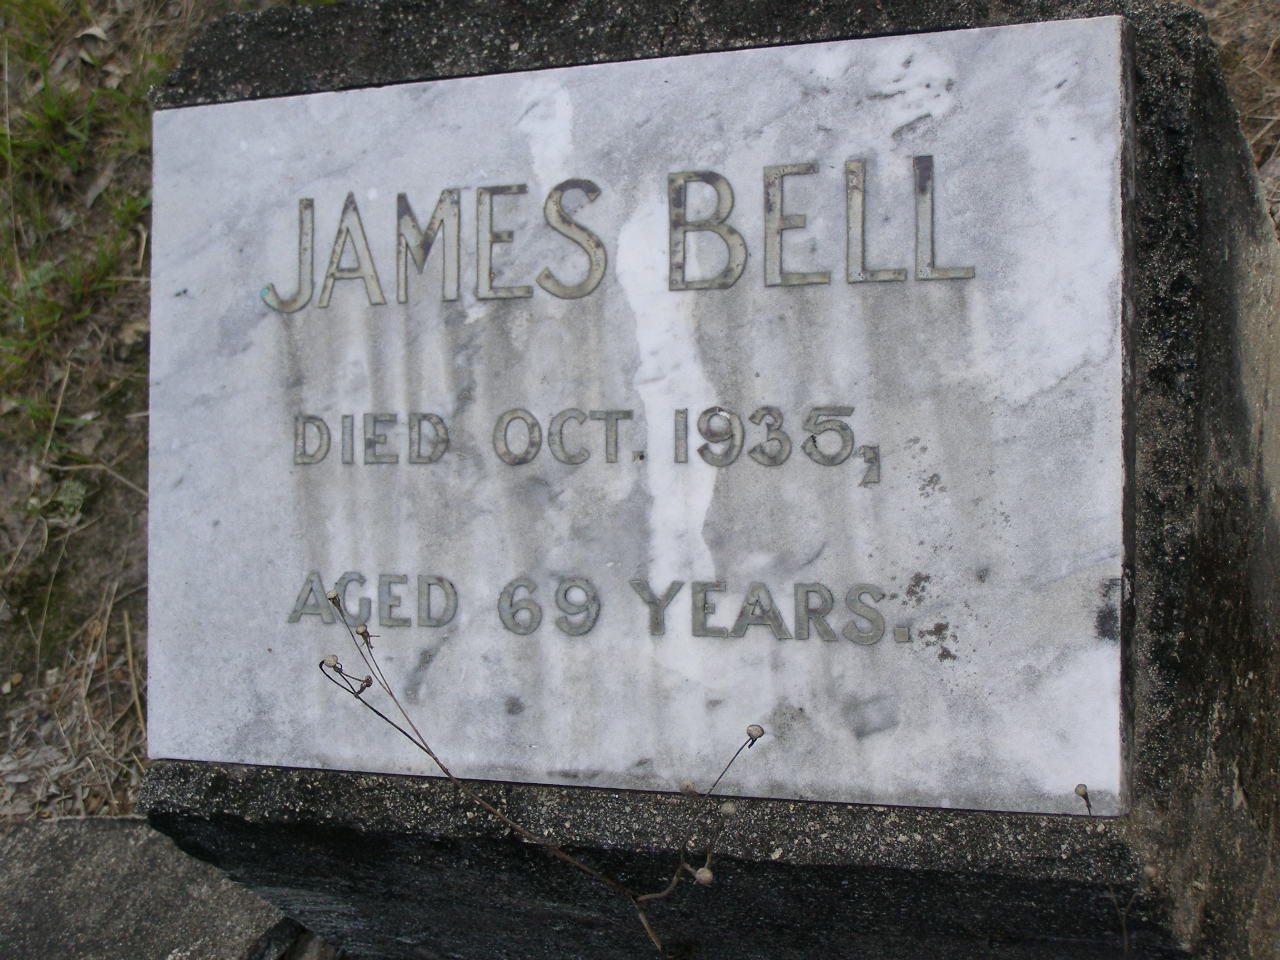 JAMES BELL
DIED OCT. 1935,
AGED 69 YEARS.